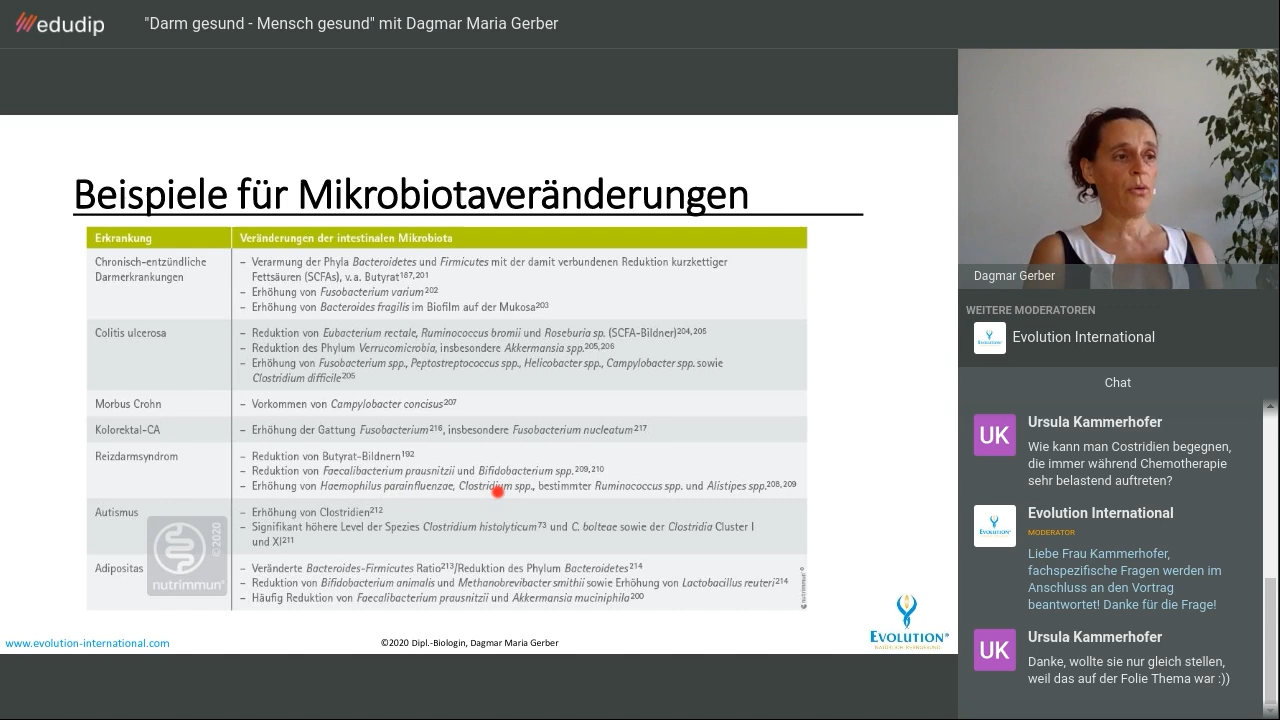 edudip
"Darm gesund - Mensch gesund" mit Dagmar Maria Gerber
Beispiele für Mikrobiotaveränderungen
Erkrankung
Veränderungen der intestinalen Mikrobiota
Chronisch-entzündliche
Darmerkrankungen
– Verarmung der Phyla Bacteroidetes und Firmicutes mit der damit verbundenen Reduktion kurzkettiger
Fettsäuren (SCFAs), v. a. Butyrat187,201
– Erhöhung von Fusobacterium varium202
– Erhöhung von Bacteroides fragilis im Biofilm auf der Mukosa203
Colitis ulcerosa
– Reduktion von Eubacterium rectale, Ruminococcus bromii und Roseburia sp. (SCFA-Bildner)204, 205
– Reduktion des Phylum Verrucomicrobia, insbesondere Akkermansia spp.205,206
– Erhöhung von Fusobacterium spp., Peptostreptococcus spp., Helicobacter spp., Campylobacter spp. sowie
Clostridium difficile205
Morbus Crohn
– Vorkommen von Campylobacter concisus207
Kolorektal-CA
– Erhöhung der Gattung Fusobacterium216, insbesondere Fusobacterium nucleatum217
Reizdarmsyndrom
– Reduktion von Butyrat-Bildnern192
– Reduktion von Faecalibacterium prausnitzii und Bifidobacterium spp.209,210
– Erhöhung von Haemophilus parainfluenzae, Clostridium spp., bestimmter Ruminococcus spp. und Alistipes spp.208, 209
Autismus
– Erhöhung von Clostridien212
– Signifikant höhere Level der Spezies Clostridium histolyticum73 und C. bolteae sowie der Clostridia Cluster I
und XI211
Adipositas
– Veränderte Bacteroides-Firmicutes Ratio213/Reduktion des Phylum Bacteroidetes214
– Reduktion von Bifidobacterium animalis und Methanobrevibacter smithii sowie Erhöhung von Lactobacillus reuteri214
– Häufig Reduktion von Faecalibacterium prausnitzii und Akkermansia muciniphila200
©2020
nutrimmun®
© nutrimmun®
www.evolution-international.com
©2020 Dipl.-Biologin, Dagmar Maria Gerber
EVOLUTION®
Dagmar Gerber
WEITERE MODERATOREN
Evolution International
Chat
UK
Ursula Kammerhofer
Wie kann man Costridien begegnen,
die immer während Chemotherapie
sehr belastend auftreten?
Evolution International
MODERATOR
Liebe Frau Kammerhofer,
fachspezifische Fragen werden im
Anschluss an den Vortrag
beantwortet! Danke für die Frage!
UK
Ursula Kammerhofer
Danke, wollte sie nur gleich stellen,
weil das auf der Folie Thema war :))